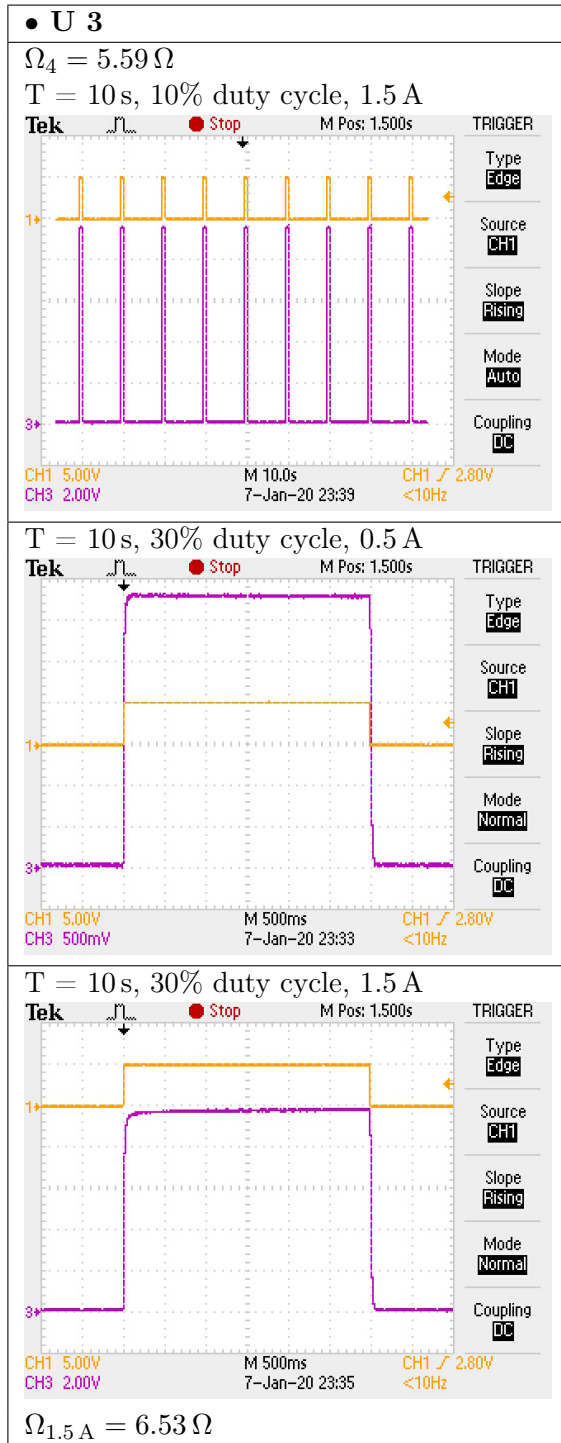 • U 3
Ω₄ = 5.59 Ω
T = 10 s, 10% duty cycle, 1.5 A
Tek Stop M Pos: 1.500s TRIGGER
Type
Edge
1
Source
CH1
Slope
Rising
Mode
Auto
3
Coupling
DC
CH1 5.00V M 10.0s CH1 2.80V
CH3 2.00V 7-Jan-20 23:39 <10Hz
T = 10 s, 30% duty cycle, 0.5 A
Tek Stop M Pos: 1.500s TRIGGER
Type
Edge
Source
CH1
1
Slope
Rising
Mode
Normal
3
Coupling
DC
CH1 5.00V M 500ms CH1 2.80V
CH3 500mV 7-Jan-20 23:33 <10Hz
T = 10 s, 30% duty cycle, 1.5 A
Tek Stop M Pos: 1.500s TRIGGER
Type
Edge
1
Source
CH1
Slope
Rising
Mode
Normal
3
Coupling
DC
CH1 5.00V M 500ms CH1 2.80V
CH3 2.00V 7-Jan-20 23:35 <10Hz
Ω₁.₅ A = 6.53 Ω